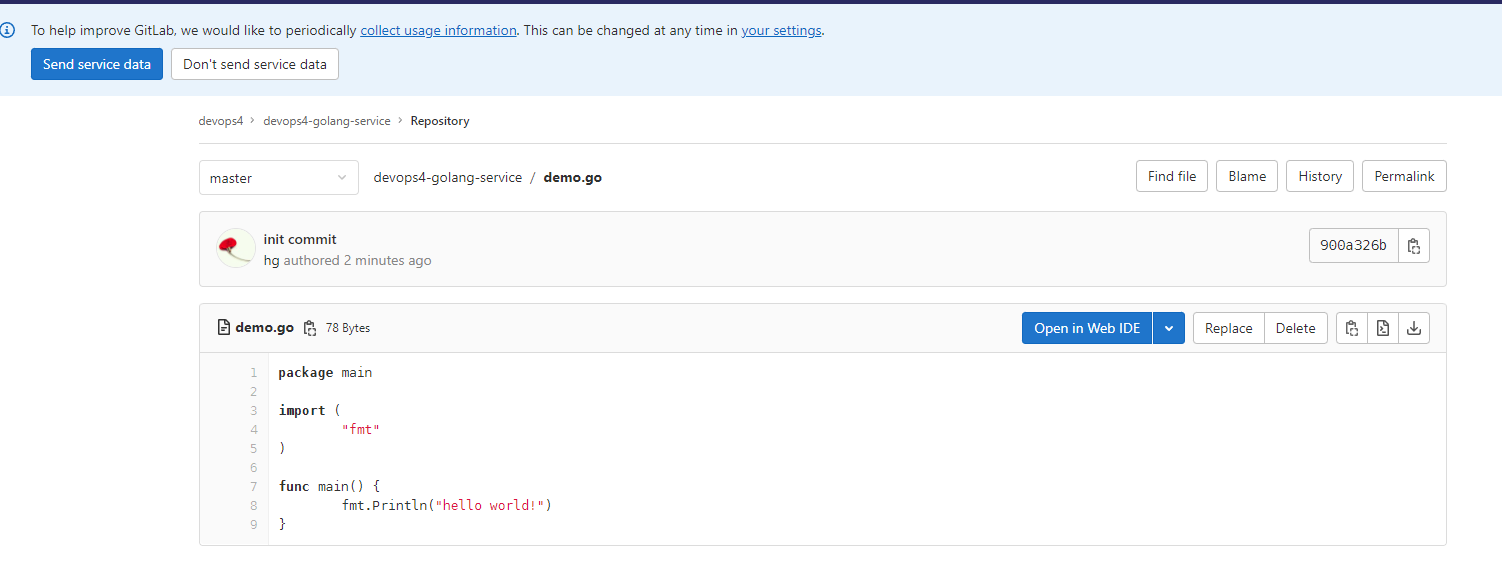 To help improve GitLab, we would like to periodically collect usage information. This can be changed at any time in your settings.
Send service data Don't send service data
devops4 › devops4-golang-service › Repository
master devops4-golang-service / demo.go Find file Blame History Permalink
init commit
hg authored 2 minutes ago
900a326b
demo.go 78 Bytes Open in Web IDE Replace Delete
1 package main
2
3 import (
4 "fmt"
5 )
6
7 func main() {
8 fmt.Println("hello world!")
9 }